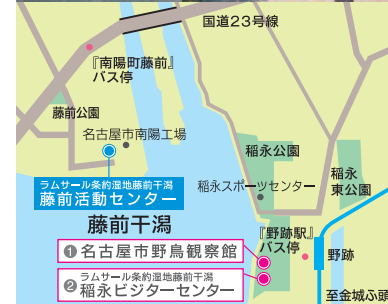 国道23号線
『南陽町藤前』
バス停
藤前公園
名古屋市南陽工場
ラムサール条約湿地藤前干潟
藤前活動センター
稲永公園
稲永
東公園
稲永スポーツセンター
藤前干潟
『野跡駅』
バス停
❶名古屋市野鳥観察館
野跡
❷ラムサール条約湿地藤前干潟
稲永ビジターセンター
至金城ふ頭